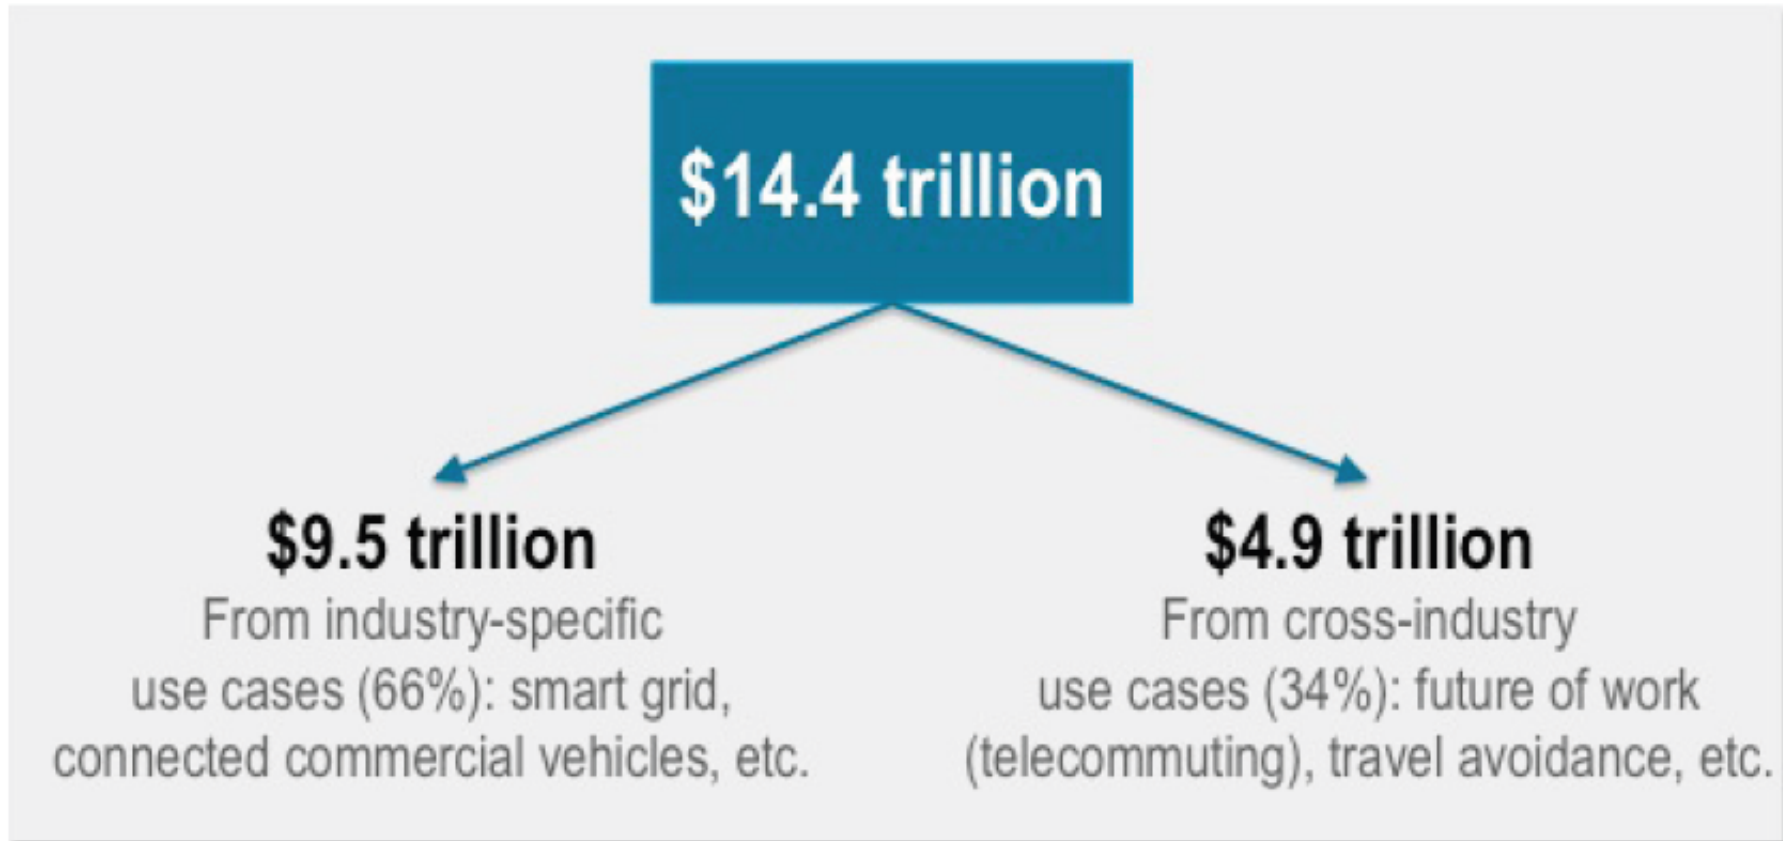 $14.4 trillion
$9.5 trillion
From industry-specific
use cases (66%): smart grid,
connected commercial vehicles, etc.
$4.9 trillion
From cross-industry
use cases (34%): future of work
(telecommuting), travel avoidance, etc.